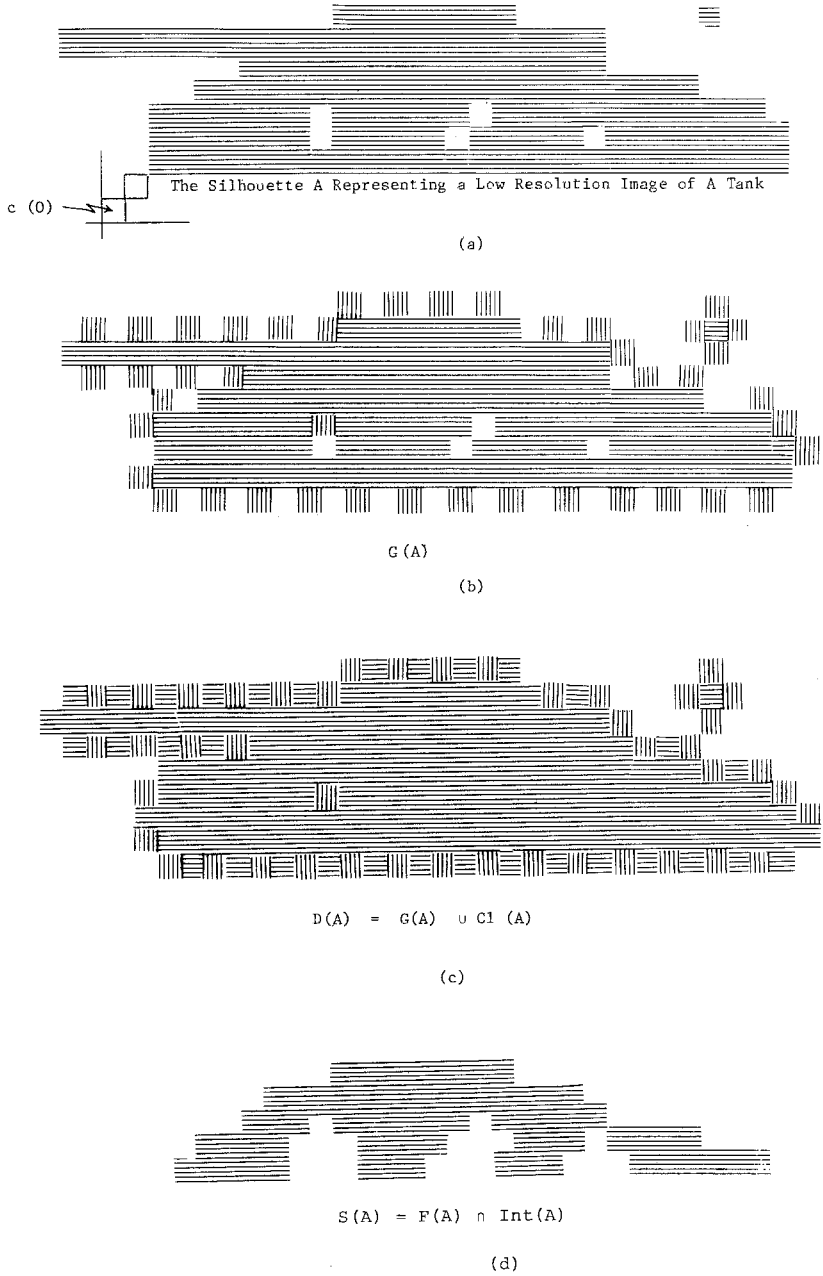 The Silhouette A Representing a Low Resolution Image of A Tank
c (0)
(a)
G(A)
(b)
D(A) = G(A) ∪ Cl (A)
(c)
S(A) = F(A) ∩ Int(A)
(d)